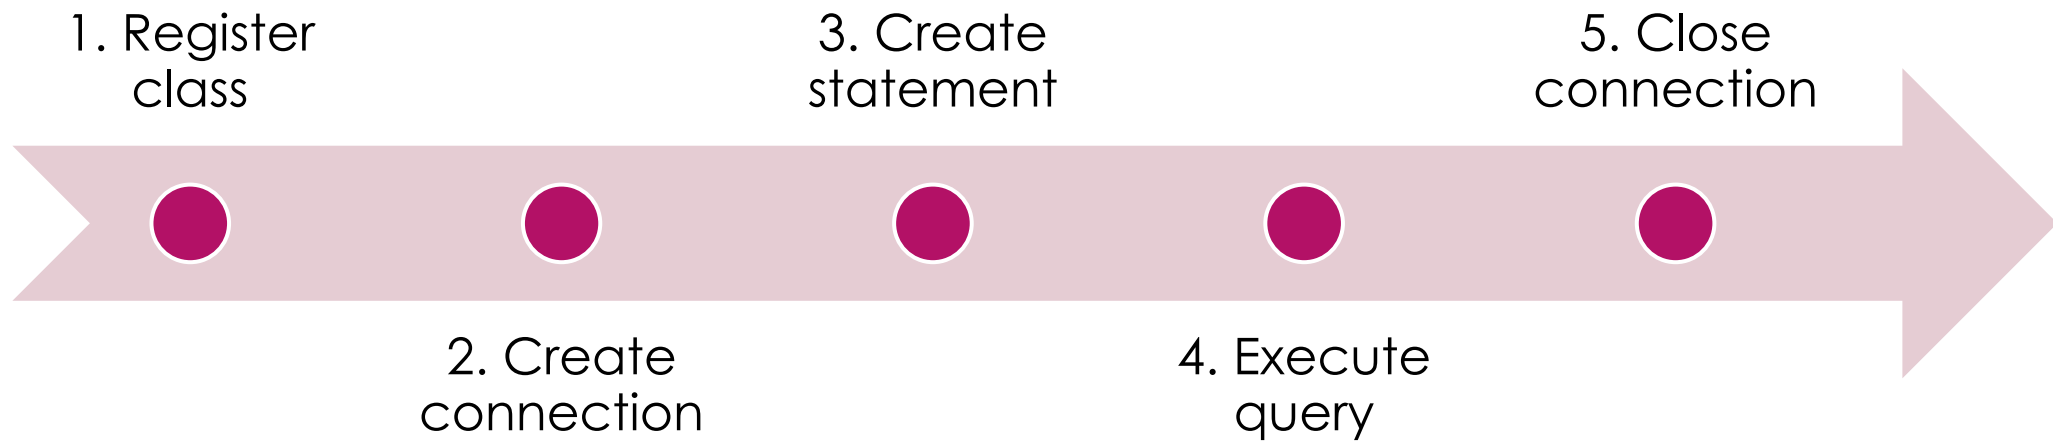 1. Register
class
2. Create
connection
3. Create
statement
4. Execute
query
5. Close
connection